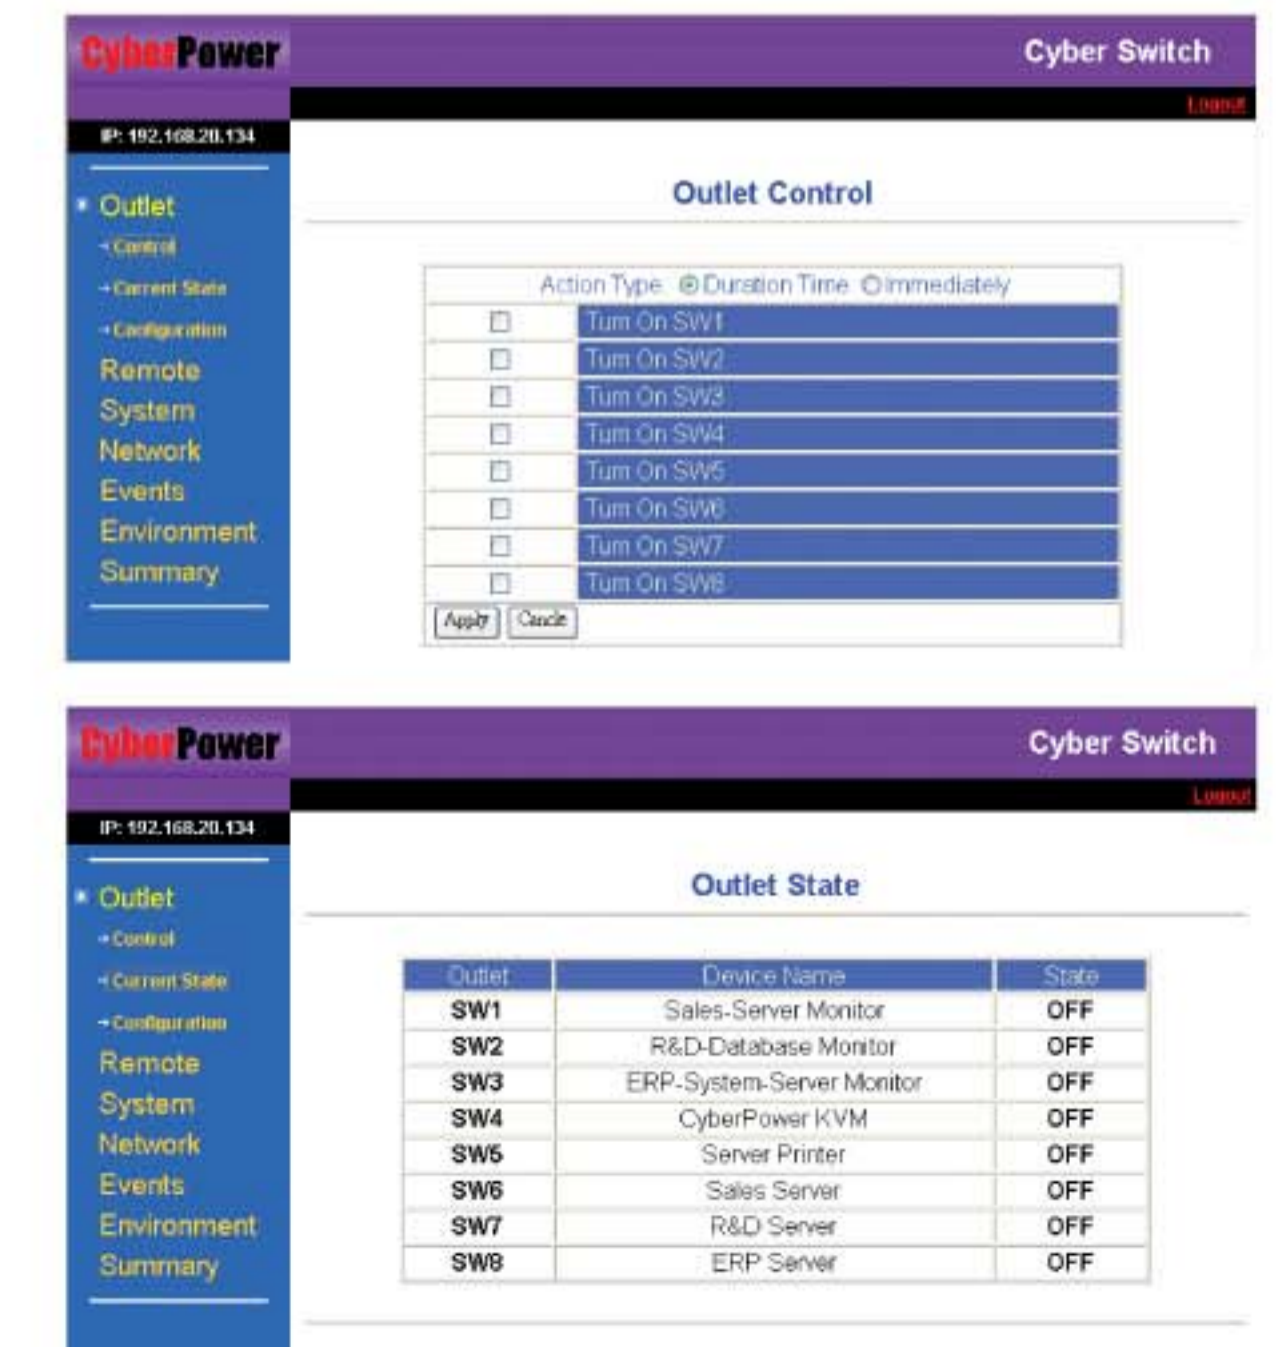 CyberPower
Cyber Switch
Logout
IP: 192.168.20.134
Outlet
Control
Current State
Configuration
Remote
System
Network
Events
Environment
Summary
Outlet Control
Action Type: Duration Time Immediately
Turn On SW1
Turn On SW2
Turn On SW3
Turn On SW4
Turn On SW5
Turn On SW6
Turn On SW7
Turn On SW8
Apply Cancle
CyberPower
Cyber Switch
Logout
IP: 192.168.20.134
Outlet
Control
Current State
Configuration
Remote
System
Network
Events
Environment
Summary
Outlet State
Outlet Device Name State
SW1 Sales-Server Monitor OFF
SW2 R&D-Database Monitor OFF
SW3 ERP-System-Server Monitor OFF
SW4 CyberPower KVM OFF
SW5 Server Printer OFF
SW6 Sales Server OFF
SW7 R&D Server OFF
SW8 ERP Server OFF